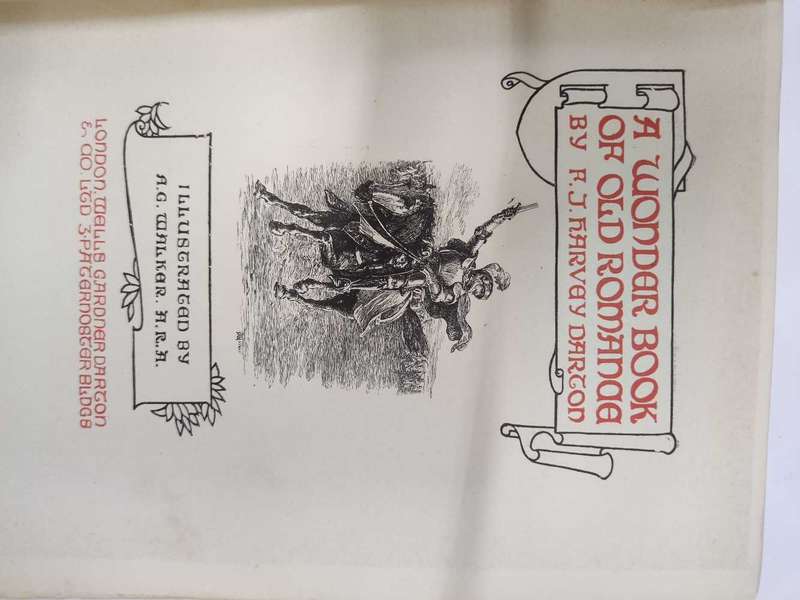 A WONDER BOOK
OF OLD ROMANCE
BY F. J. HARVEY DARTON
ILLUSTRATED BY
A. G. WALKER. A.R.A.
LONDON, WELLS GARDNER, DARTON
& CO. LTD 3, PATERNOSTER BLDGS